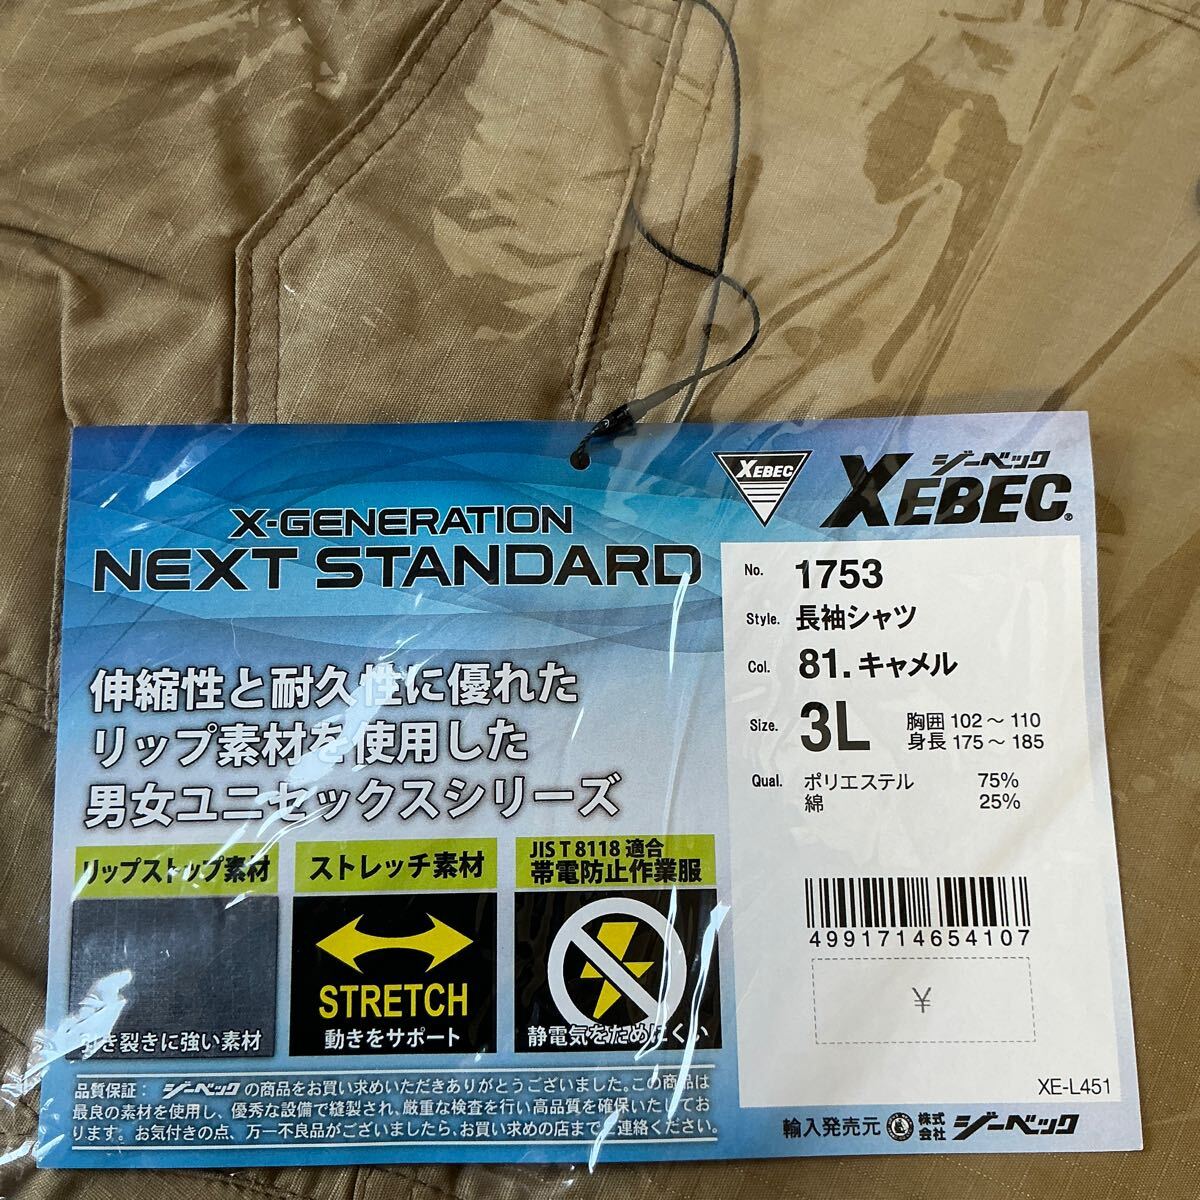 X-GENERATION
NEXT STANDARD
伸縮性と耐久性に優れた
リップ素材を使用した
男女ユニセックスシリーズ
リップストップ素材
引き裂きに強い素材
ストレッチ素材
STRETCH
動きをサポート
JIS T 8118 適合
帯電防止作業服
静電気をためにくい
品質保証： ジーベックの商品をお買い求めいただきありがとうございました。この商品は
最良の素材を使用し、優秀な設備で縫製され、厳重な検査を行い高品質を確保いたしてお
ります。お気付きの点、万一不良品がございましたら、お買い求めの店までご連絡ください。
XEBEC
ジーベック
XEBEC®
No. 1753
Style. 長袖シャツ
Col. 81.キャメル
Size. 3L 胸囲 102～110
身長 175～185
Qual. ポリエステル 75%
綿 25%
4991714654107
¥
XE-L451
輸入発売元 株式会社 ジーベック